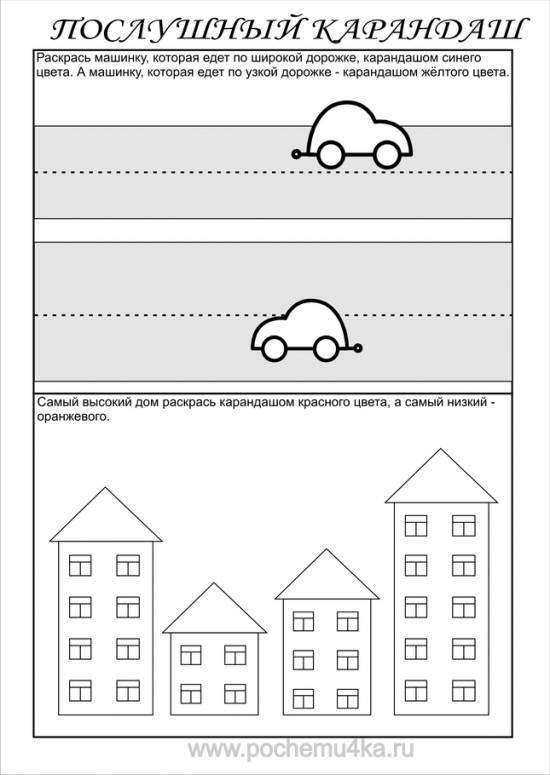 ПОСЛУШНЫЙ КАРАНДАШ
Раскрась машинку, которая едет по широкой дорожке, карандашом синего
цвета. А машинку, которая едет по узкой дорожке - карандашом жёлтого цвета.
Самый высокий дом раскрась карандашом красного цвета, а самый низкий -
оранжевого.
www.pochemu4ka.ru